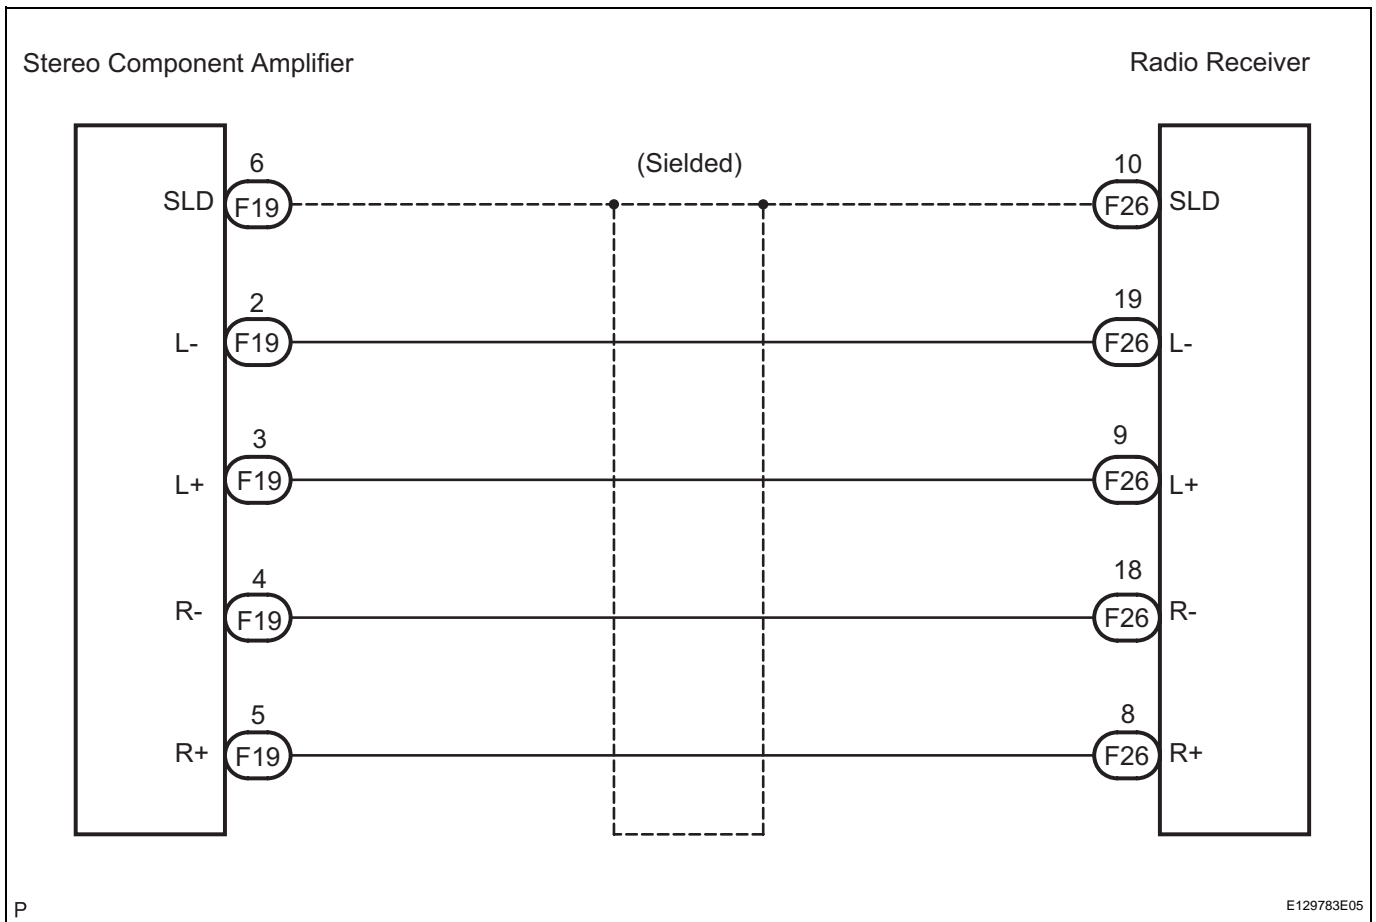 Stereo Component Amplifier
Radio Receiver
6
(Sielded)
10
SLD
F19
F26
SLD
2
19
L-
F19
F26
L-
3
9
L+
F19
F26
L+
4
18
R-
F19
F26
R-
5
8
R+
F19
F26
R+
P
E129783E05